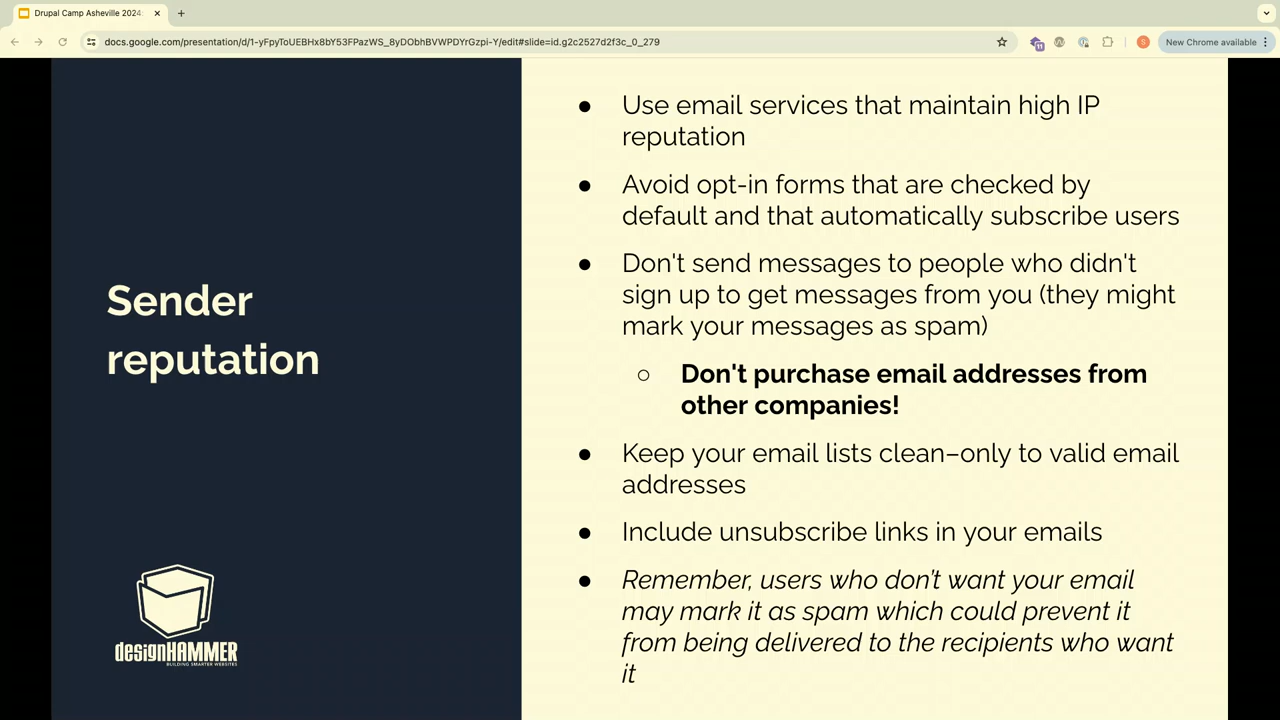 Drupal Camp Asheville 2024:
docs.google.com/presentation/d/1-yFpyToUEBHx8bY53FPazWS_8yDObhBVWPDYrGzpi-Y/edit#slide=id.g2c2527d2f3c_0_279
11
S
New Chrome available
Sender
reputation
designHAMMER
BUILDING SMARTER WEBSITES
● Use email services that maintain high IP
reputation
● Avoid opt-in forms that are checked by
default and that automatically subscribe users
● Don't send messages to people who didn't
sign up to get messages from you (they might
mark your messages as spam)
○ Don't purchase email addresses from
other companies!
● Keep your email lists clean–only to valid email
addresses
● Include unsubscribe links in your emails
● Remember, users who don't want your email
may mark it as spam which could prevent it
from being delivered to the recipients who want
it